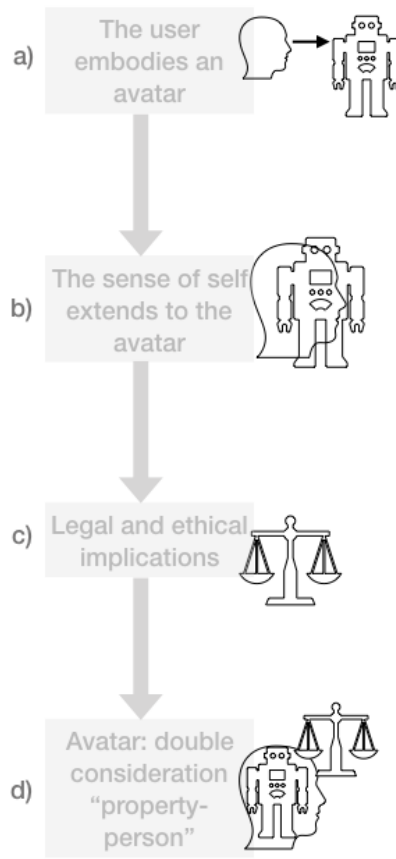 a)
The user
embodies an
avatar
b)
The sense of self
extends to the
avatar
c)
Legal and ethical
implications
d)
Avatar: double
consideration
“property-
person”